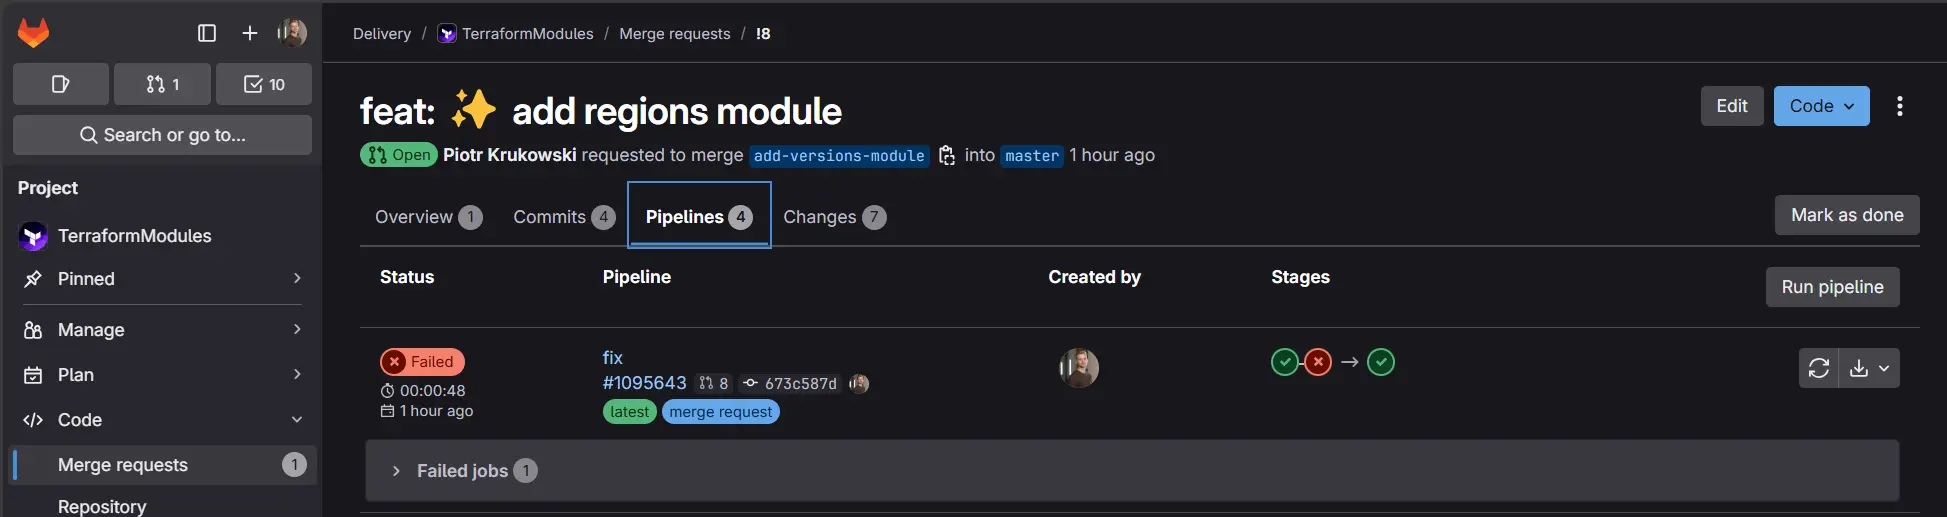 Delivery / TerraformModules / Merge requests / !8
1
10
Search or go to...
Project
TerraformModules
Pinned
Manage
Plan
Code
Merge requests 1
Repository
feat: ✨ add regions module
Edit
Code
Open Piotr Krukowski requested to merge add-versions-module into master 1 hour ago
Overview 1 Commits 4 Pipelines 4 Changes 7
Mark as done
Status Pipeline Created by Stages
Run pipeline
Failed
00:00:48
1 hour ago
fix
#1095643 8 673c587d
latest merge request
Failed jobs 1